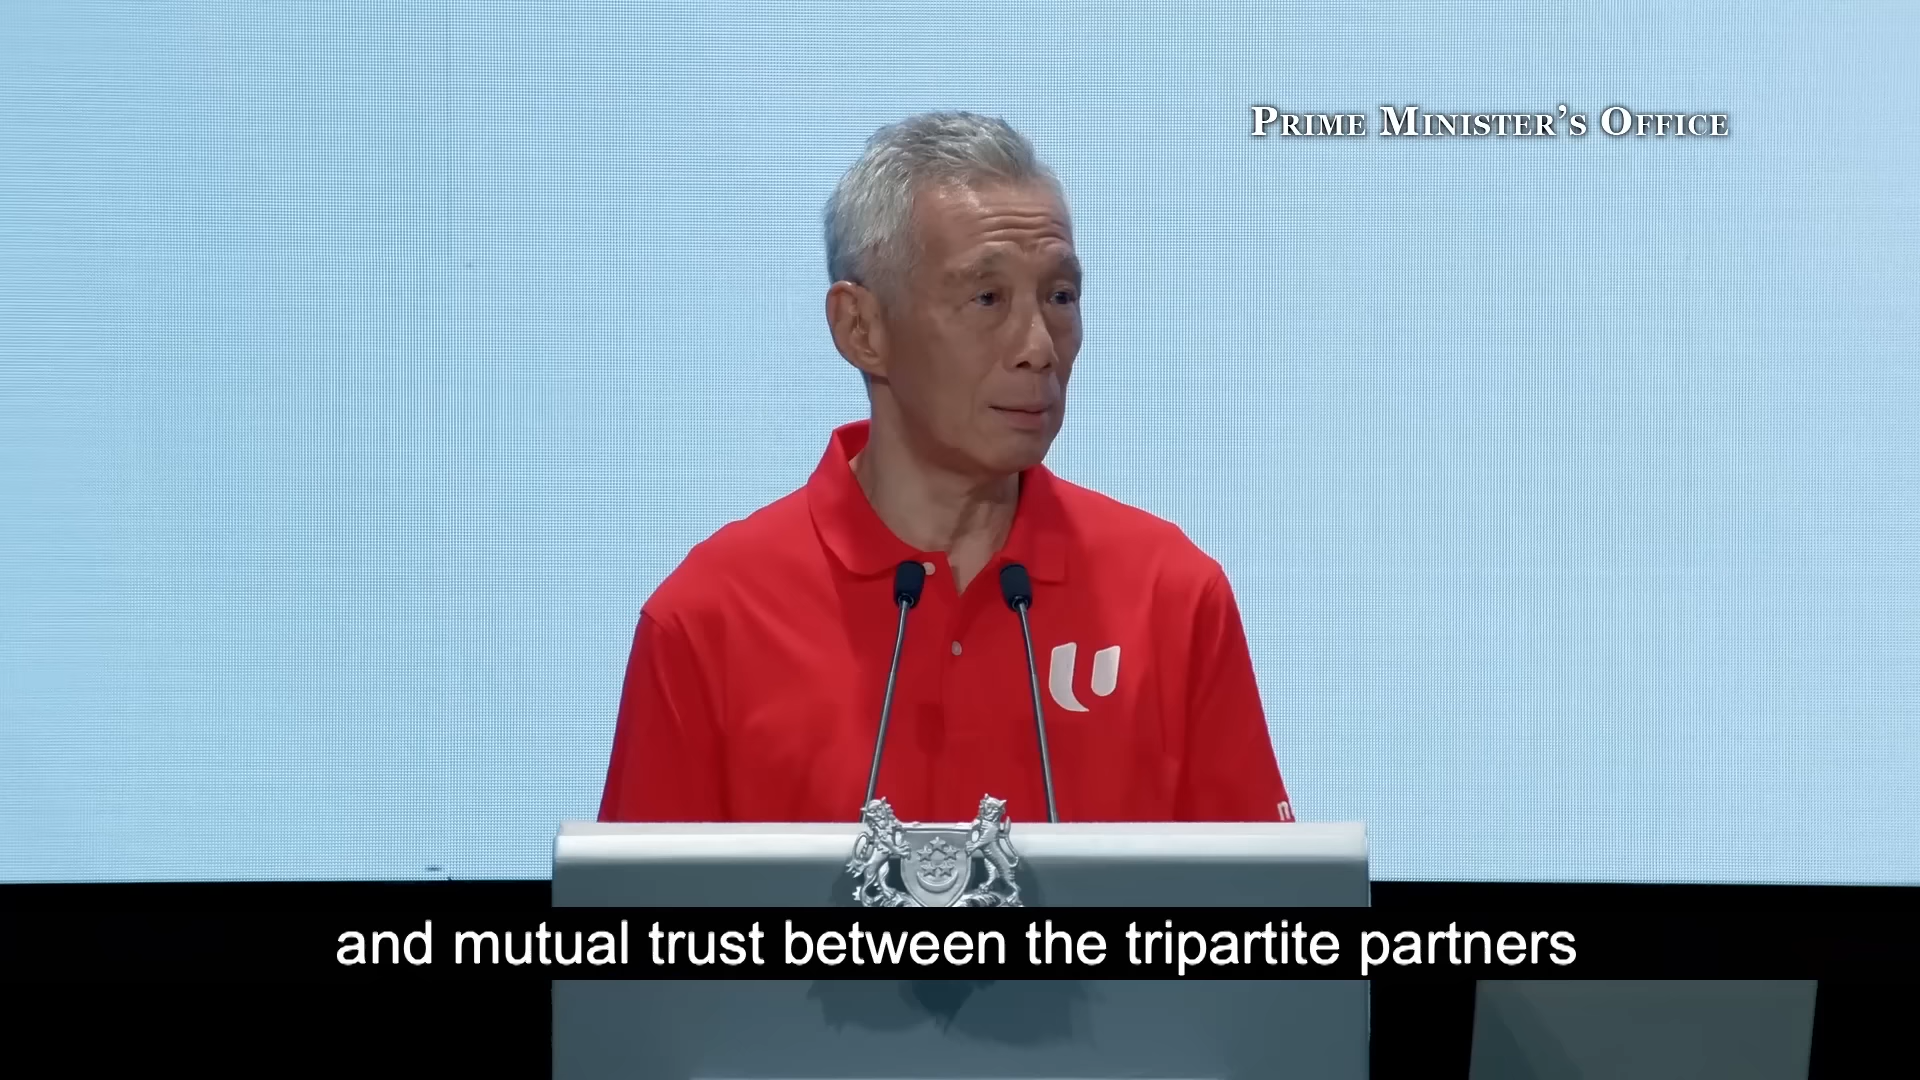 PRIME MINISTER'S OFFICE
and mutual trust between the tripartite partners